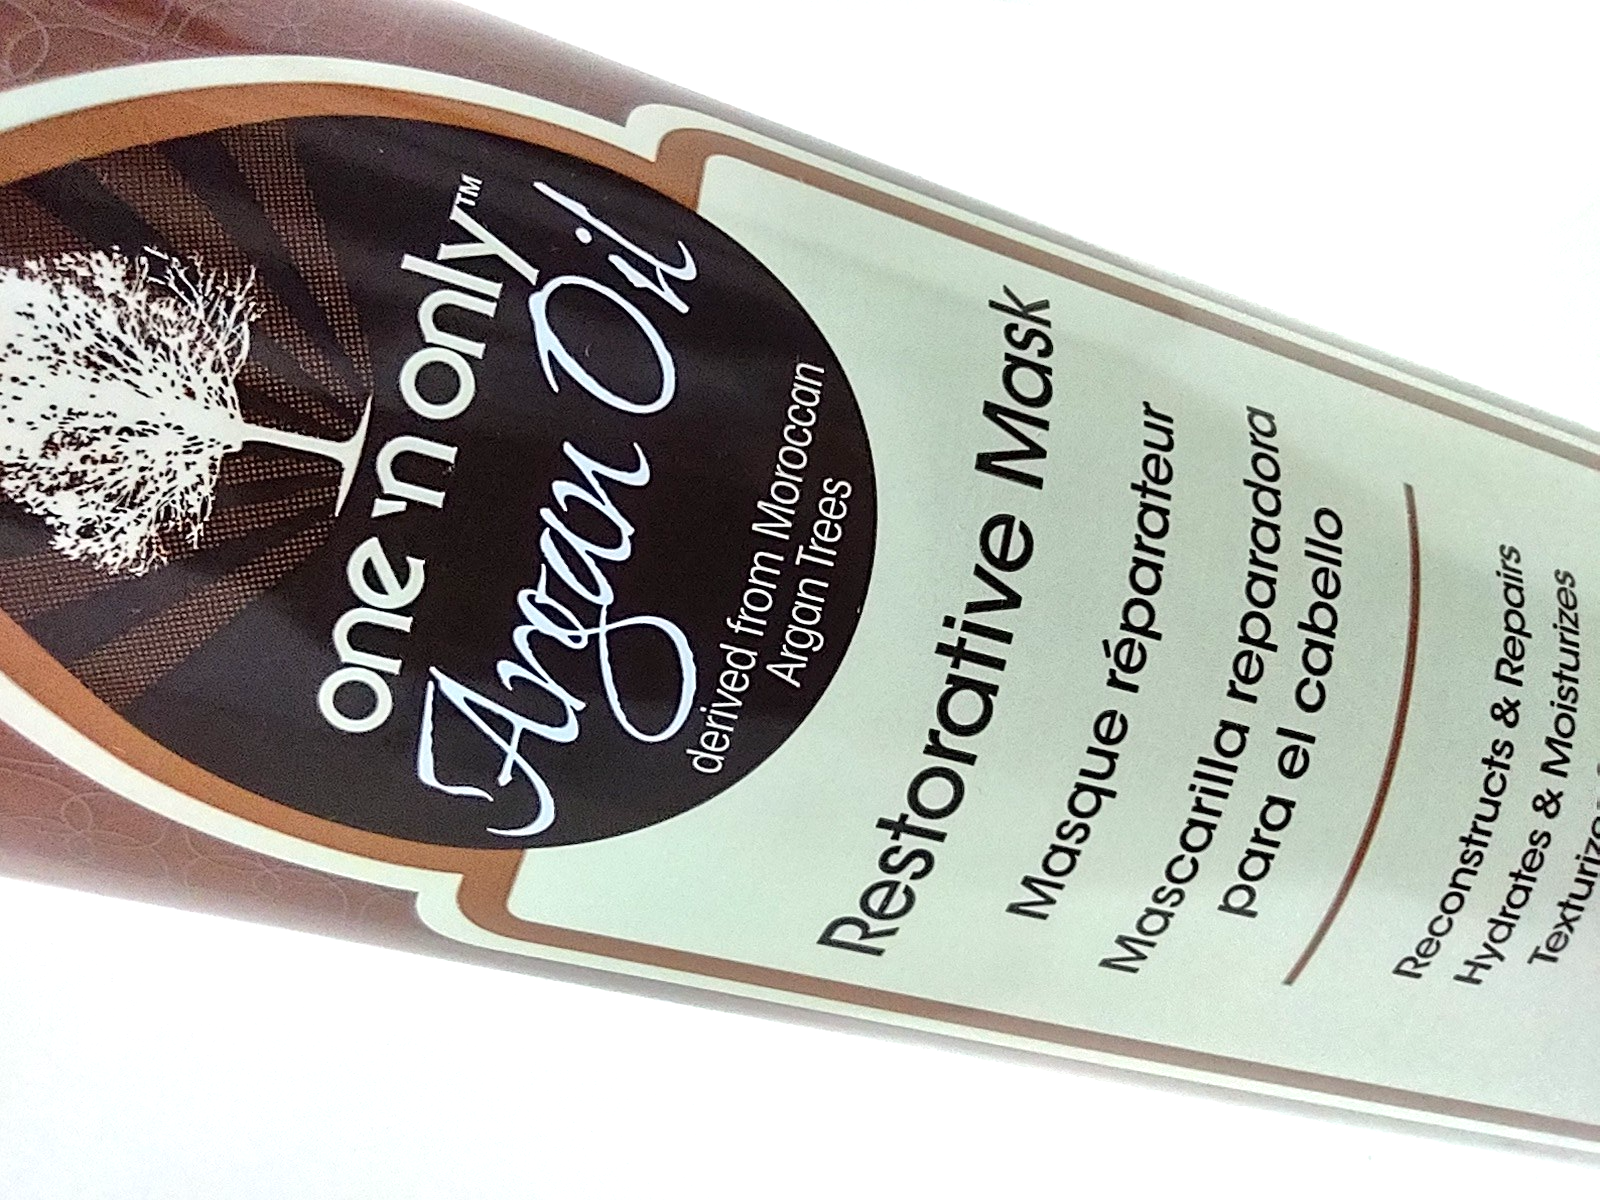 one 'n only™
Argan Oil
derived from Moroccan
Argan Trees
Restorative Mask
Masque réparateur
Mascarilla reparadora
para el cabello
Reconstructs & Repairs
Hydrates & Moisturizes